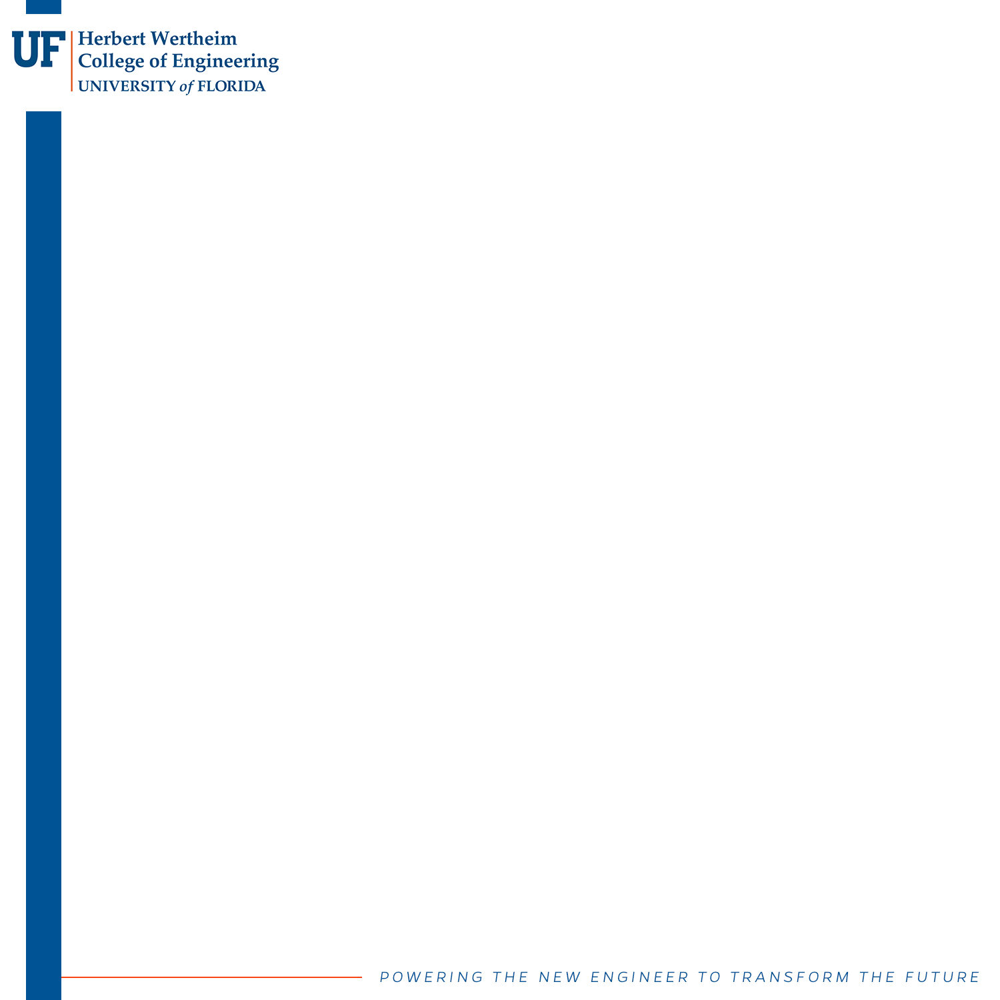 UF
Herbert Wertheim
College of Engineering
UNIVERSITY of FLORIDA
POWERING THE NEW ENGINEER TO TRANSFORM THE FUTURE